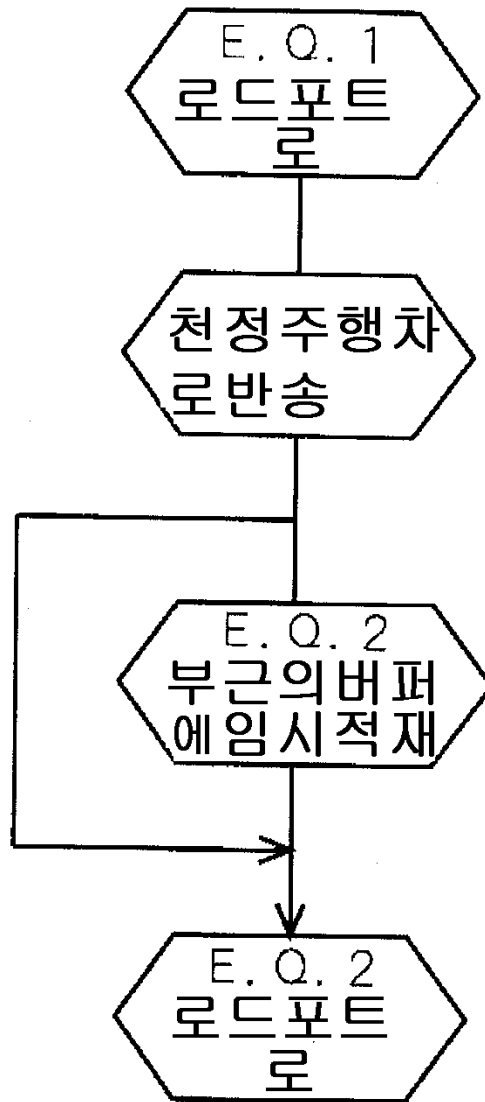 E. Q. 1
로드포트
로
천정주행차
로반송
E. Q. 2
부근의버퍼
에임시적재
E. Q. 2
로드포트
로